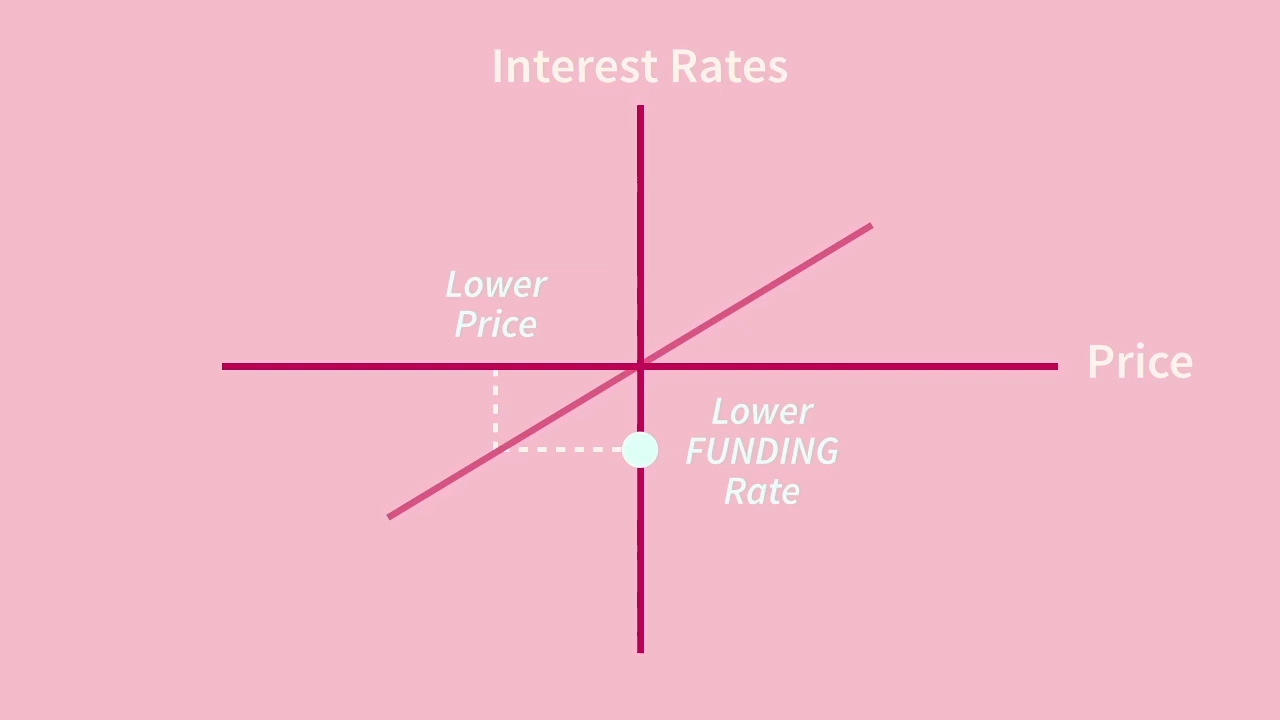 Interest Rates
Lower
Price
Price
Lower
FUNDING
Rate